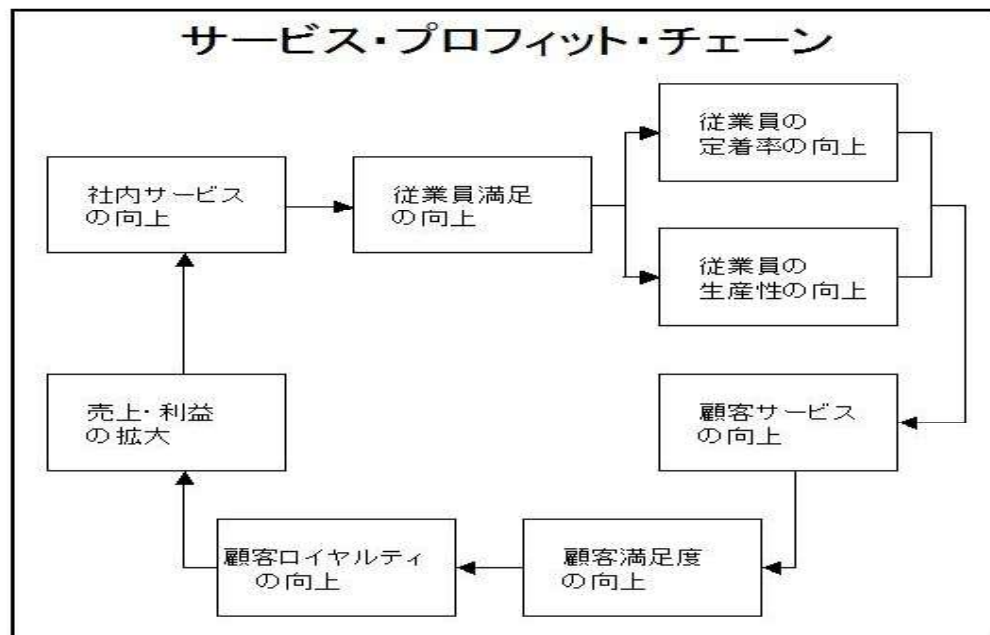 サービス・プロフィット・チェーン
従業員の
定着率の向上
社内サービス
の向上
従業員満足
の向上
従業員の
生産性の向上
売上・利益
の拡大
顧客サービス
の向上
顧客ロイヤルティ
の向上
顧客満足度
の向上